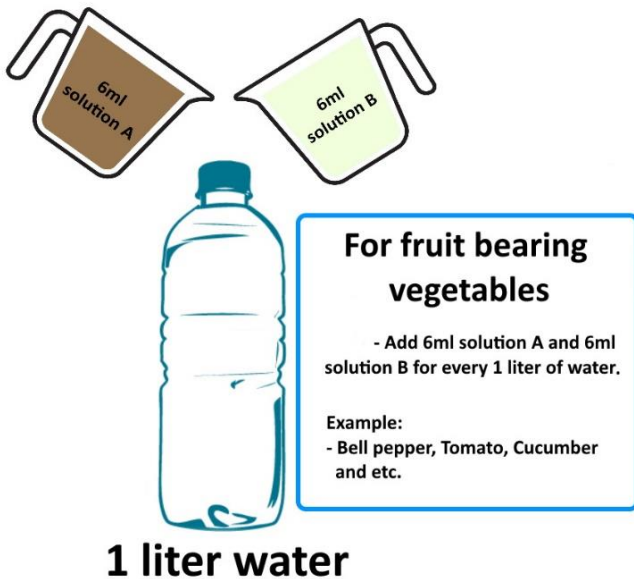 6ml
solution A
6ml
solution B
For fruit bearing
vegetables
- Add 6ml solution A and 6ml
solution B for every 1 liter of water.
Example:
- Bell pepper, Tomato, Cucumber
and etc.
1 liter water